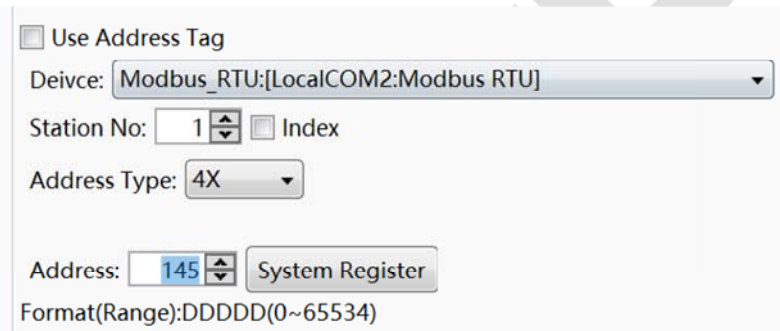 Use Address Tag
Deivce: Modbus_RTU:[LocalCOM2:Modbus RTU]
Station No: 1 Index
Address Type: 4X
Address: 145 System Register
Format(Range):DDDDD(0~65534)